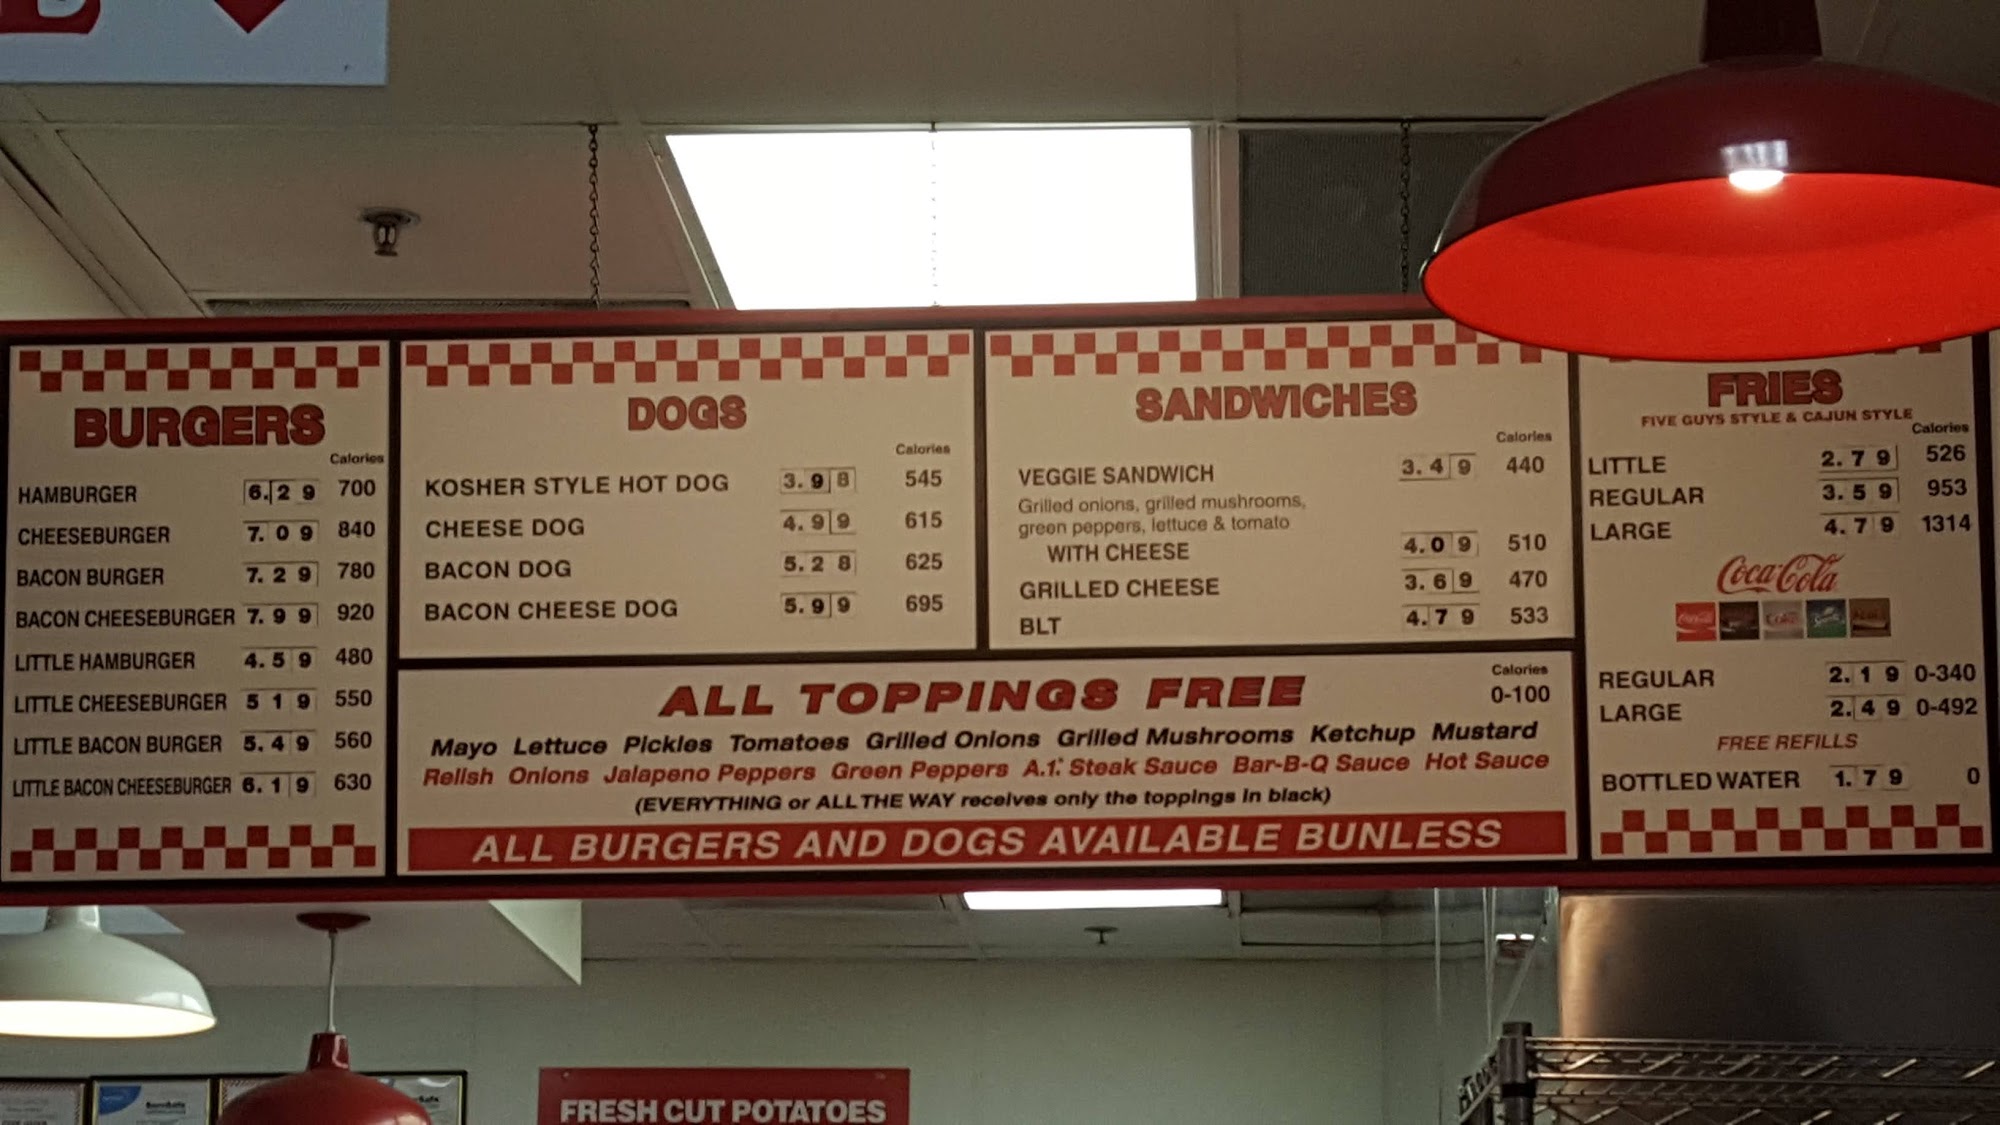 BURGERS
Calories
HAMBURGER 6.29 700
CHEESEBURGER 7.09 840
BACON BURGER 7.29 780
BACON CHEESEBURGER 7.99 920
LITTLE HAMBURGER 4.59 480
LITTLE CHEESEBURGER 519 550
LITTLE BACON BURGER 5.49 560
LITTLE BACON CHEESEBURGER 6.19 630
DOGS
Calories
KOSHER STYLE HOT DOG 3.98 545
CHEESE DOG 4.99 615
BACON DOG 5.28 625
BACON CHEESE DOG 5.99 695
SANDWICHES
Calories
VEGGIE SANDWICH 3.49 440
Grilled onions, grilled mushrooms,
green peppers, lettuce & tomato
WITH CHEESE 4.09 510
GRILLED CHEESE 3.69 470
BLT 4.79 533
ALL TOPPINGS FREE
Calories
0-100
Mayo Lettuce Pickles Tomatoes Grilled Onions Grilled Mushrooms Ketchup Mustard
Relish Onions Jalapeno Peppers Green Peppers A.1. Steak Sauce Bar-B-Q Sauce Hot Sauce
(EVERYTHING or ALL THE WAY receives only the toppings in black)
ALL BURGERS AND DOGS AVAILABLE BUNLESS
FRIES
FIVE GUYS STYLE & CAJUN STYLE
Calories
LITTLE 2.79 526
REGULAR 3.59 953
LARGE 4.79 1314
Coca-Cola
REGULAR 2.19 0-340
LARGE 2.49 0-492
FREE REFILLS
BOTTLED WATER 1.79 0
FRESH CUT POTATOES